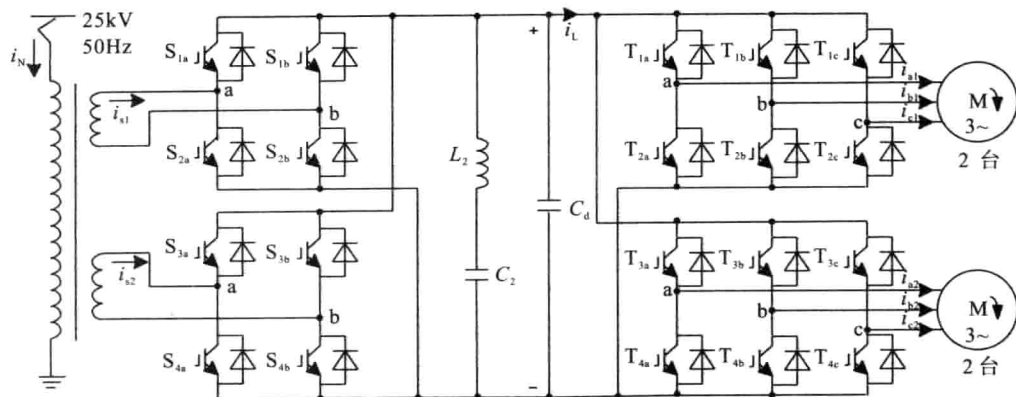 25kV
50Hz
i_N
i_s1
S_1a
S_1b
a
b
S_2a
S_2b
i_s2
S_3a
S_3b
a
b
S_4a
S_4b
L_2
C_2
+
C_d
−
i_L
T_1a
T_1b
T_1c
a
b
c
T_2a
T_2b
T_2c
i_a1
i_b1
i_c1
M
3~
2 台
T_3a
T_3b
T_3c
a
b
c
T_4a
T_4b
T_4c
i_a2
i_b2
i_c2
M
3~
2 台